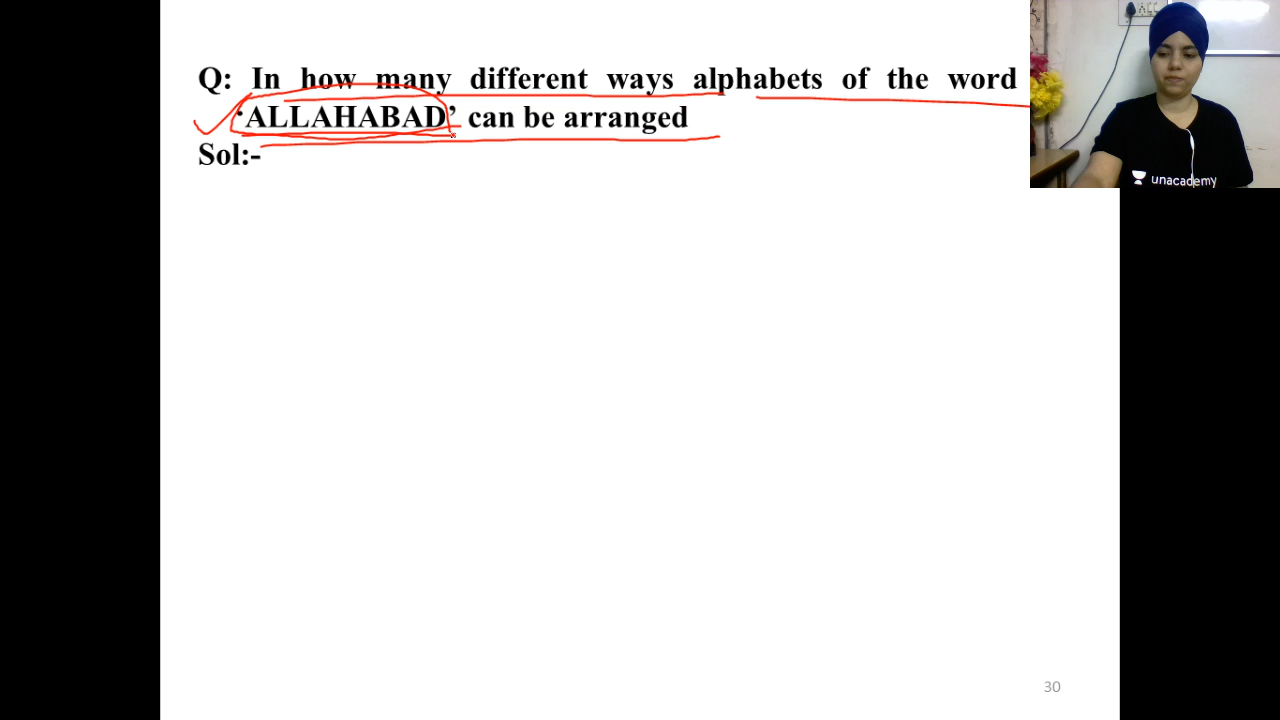 Q: In how many different ways alphabets of the word
‘ALLAHABAD’ can be arranged
Sol:-
unacademy
30